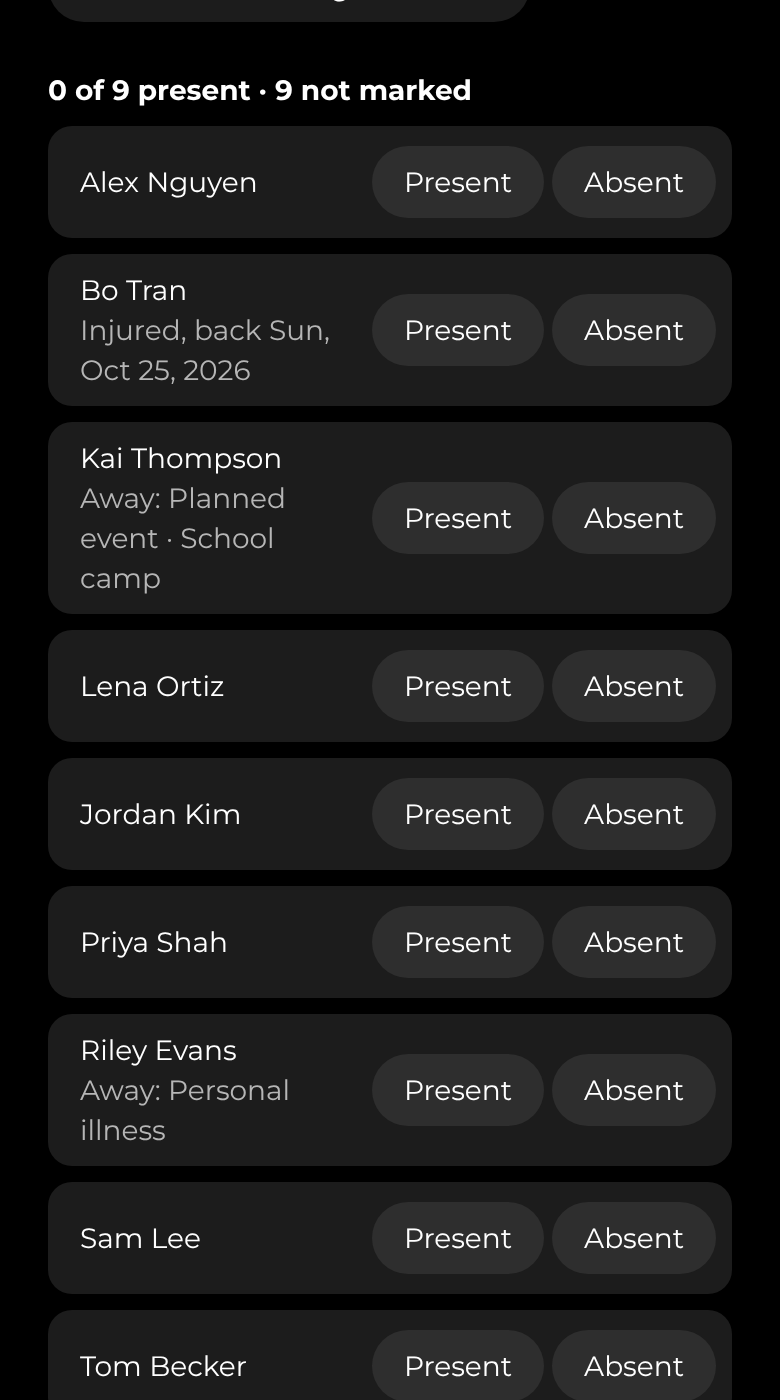 0 of 9 present · 9 not marked
Alex Nguyen Present Absent
Bo Tran
Injured, back Sun,
Oct 25, 2026
Present Absent
Kai Thompson
Away: Planned
event · School
camp
Present Absent
Lena Ortiz Present Absent
Jordan Kim Present Absent
Priya Shah Present Absent
Riley Evans
Away: Personal
illness
Present Absent
Sam Lee Present Absent
Tom Becker Present Absent